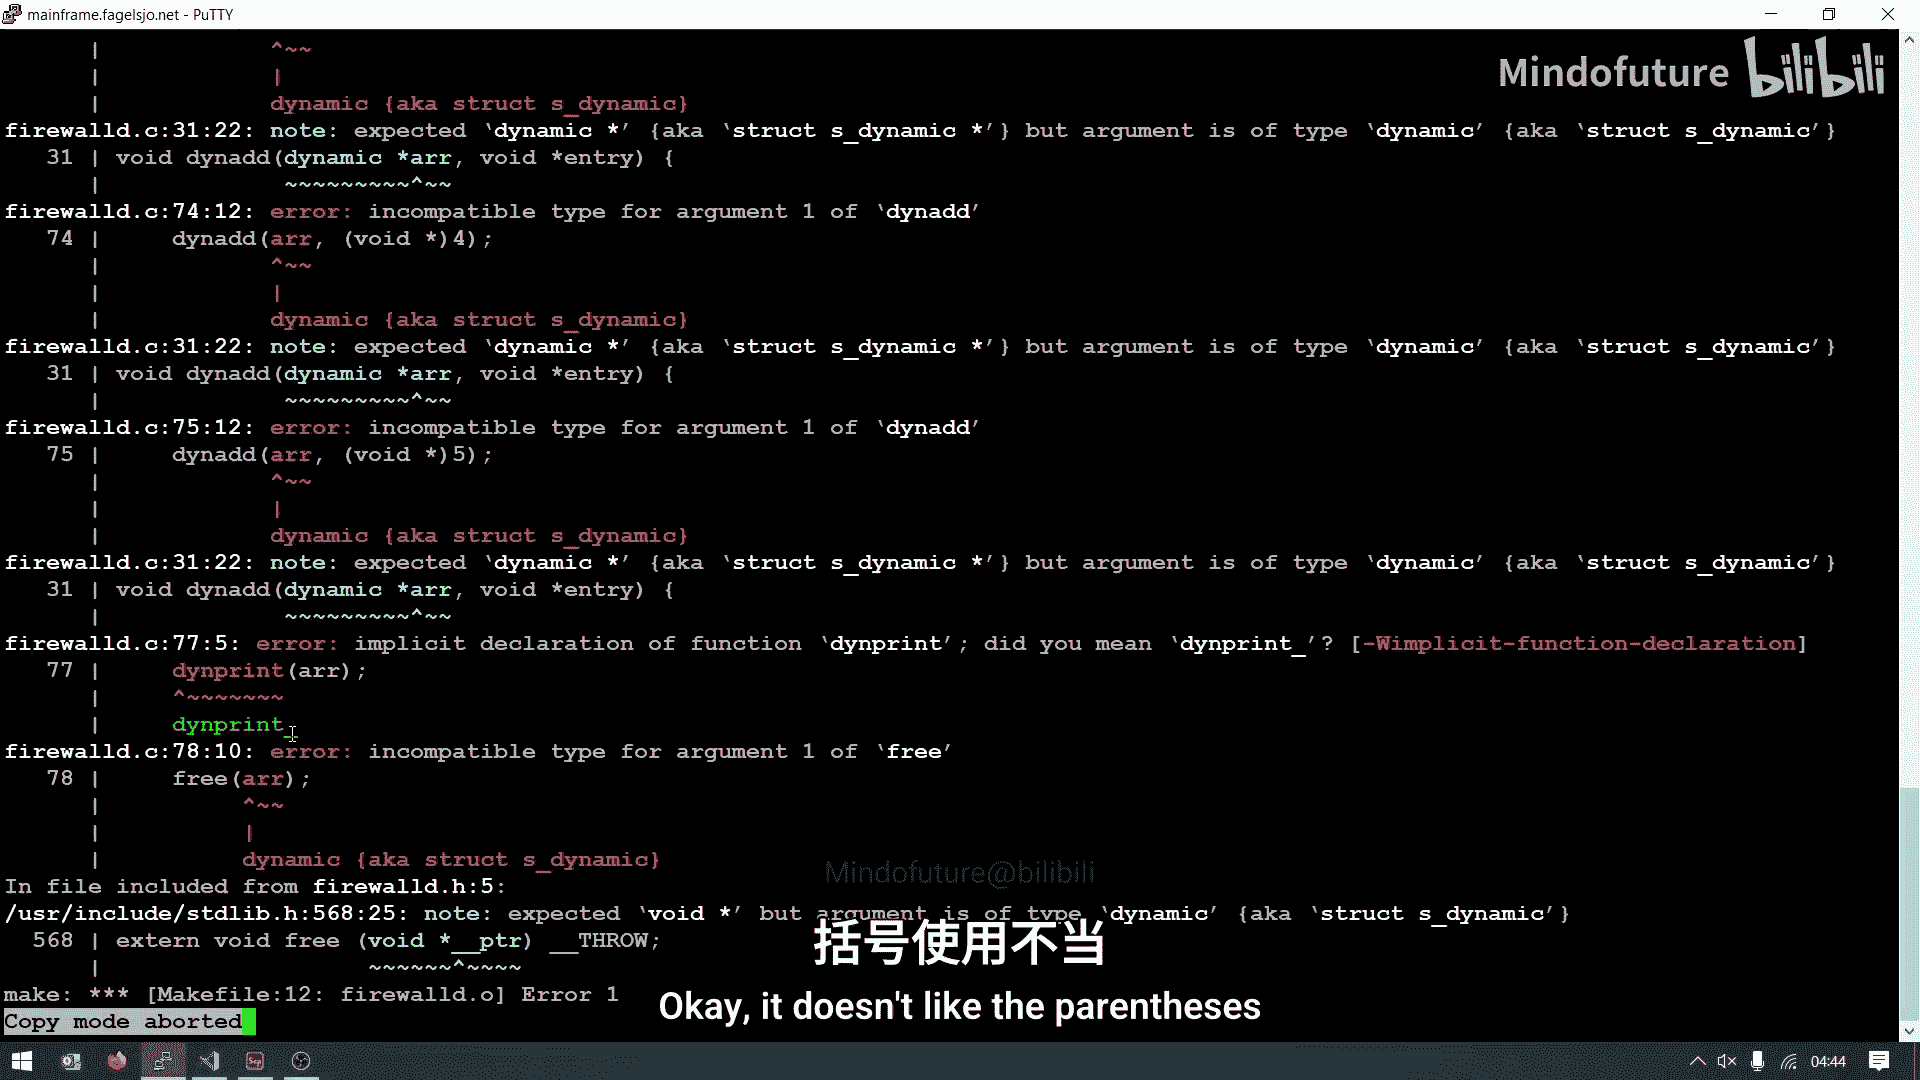 mainframe.fagelsjo.net - PuTTY
Mindofuture bilibili
| ^~~
| |
| dynamic {aka struct s_dynamic}
firewalld.c:31:22: note: expected ‘dynamic *’ {aka ‘struct s_dynamic *’} but argument is of type ‘dynamic’ {aka ‘struct s_dynamic’}
31 | void dynadd(dynamic *arr, void *entry) {
| ~~~~~~~~~^~~
firewalld.c:74:12: error: incompatible type for argument 1 of ‘dynadd’
74 | dynadd(arr, (void *)4);
| ^~~
| |
| dynamic {aka struct s_dynamic}
firewalld.c:31:22: note: expected ‘dynamic *’ {aka ‘struct s_dynamic *’} but argument is of type ‘dynamic’ {aka ‘struct s_dynamic’}
31 | void dynadd(dynamic *arr, void *entry) {
| ~~~~~~~~~^~~
firewalld.c:75:12: error: incompatible type for argument 1 of ‘dynadd’
75 | dynadd(arr, (void *)5);
| ^~~
| |
| dynamic {aka struct s_dynamic}
firewalld.c:31:22: note: expected ‘dynamic *’ {aka ‘struct s_dynamic *’} but argument is of type ‘dynamic’ {aka ‘struct s_dynamic’}
31 | void dynadd(dynamic *arr, void *entry) {
| ~~~~~~~~~^~~
firewalld.c:77:5: error: implicit declaration of function ‘dynprint’; did you mean ‘dynprint_’? [-Wimplicit-function-declaration]
77 | dynprint(arr);
| ^~~~~~~~
| dynprint_
firewalld.c:78:10: error: incompatible type for argument 1 of ‘free’
78 | free(arr);
| ^~~
| |
| dynamic {aka struct s_dynamic}
In file included from firewalld.h:5:
/usr/include/stdlib.h:568:25: note: expected ‘void *’ but argument is of type ‘dynamic’ {aka ‘struct s_dynamic’}
568 | extern void free (void *__ptr) __THROW;
| ~~~~~~^~~~~
make: *** [Makefile:12: firewalld.o] Error 1
Copy mode aborted
Mindofuture@bilibili
括号使用不当
Okay, it doesn't like the parentheses
04:44